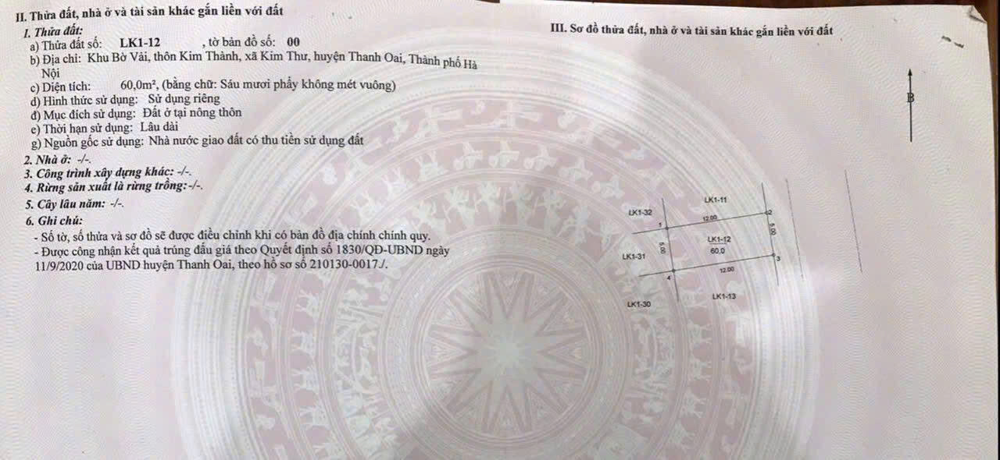 II. Thửa đất, nhà ở và tài sản khác gắn liền với đất
1. Thửa đất:
a) Thửa đất số: LK1-12 , tờ bản đồ số: 00
b) Địa chỉ: Khu Bờ Vải, thôn Kim Thành, xã Kim Thư, huyện Thanh Oai, Thành phố Hà
Nội
c) Diện tích: 60,0m², (bằng chữ: Sáu mươi phẩy không mét vuông)
d) Hình thức sử dụng: Sử dụng riêng
đ) Mục đích sử dụng: Đất ở tại nông thôn
e) Thời hạn sử dụng: Lâu dài
g) Nguồn gốc sử dụng: Nhà nước giao đất có thu tiền sử dụng đất
2. Nhà ở: -/-.
3. Công trình xây dựng khác: -/-.
4. Rừng sản xuất là rừng trồng: -/-.
5. Cây lâu năm: -/-.
6. Ghi chú:
- Số tờ, số thửa và sơ đồ sẽ được điều chỉnh khi có bản đồ địa chính chính quy.
- Được công nhận kết quả trúng đấu giá theo Quyết định số 1830/QĐ-UBND ngày
11/9/2020 của UBND huyện Thanh Oai, theo hồ sơ số 210130-0017./.
III. Sơ đồ thửa đất, nhà ở và tài sản khác gắn liền với đất
B
LK1-11
LK1-32
12.00
2
1
5.00
5.00
LK1-12
60,0
LK1-31
3
12.00
4
LK1-13
LK1-30